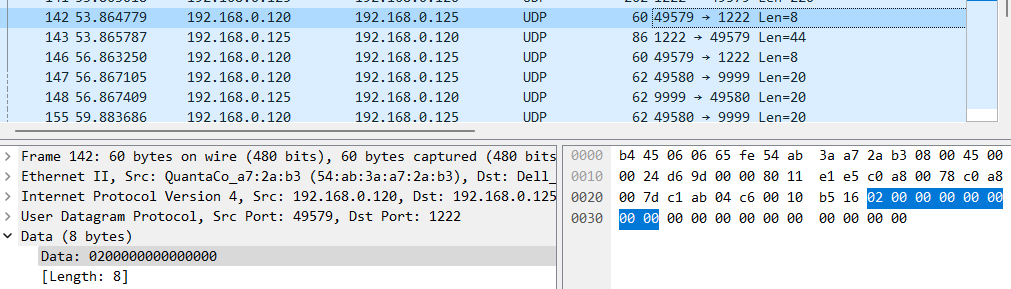 142 53.864779 192.168.0.120 192.168.0.125 UDP 60 49579 → 1222 Len=8
143 53.865787 192.168.0.125 192.168.0.120 UDP 86 1222 → 49579 Len=44
146 56.863250 192.168.0.120 192.168.0.125 UDP 60 49579 → 1222 Len=8
147 56.867105 192.168.0.120 192.168.0.125 UDP 62 49580 → 9999 Len=20
148 56.867409 192.168.0.125 192.168.0.120 UDP 62 9999 → 49580 Len=20
155 59.883686 192.168.0.120 192.168.0.125 UDP 62 49580 → 9999 Len=20
Frame 142: 60 bytes on wire (480 bits), 60 bytes captured (480 bits
Ethernet II, Src: QuantaCo_a7:2a:b3 (54:ab:3a:a7:2a:b3), Dst: Dell_
Internet Protocol Version 4, Src: 192.168.0.120, Dst: 192.168.0.125
User Datagram Protocol, Src Port: 49579, Dst Port: 1222
Data (8 bytes)
Data: 0200000000000000
[Length: 8]
0000 b4 45 06 06 65 fe 54 ab 3a a7 2a b3 08 00 45 00
0010 00 24 d6 9d 00 00 80 11 e1 e5 c0 a8 00 78 c0 a8
0020 00 7d c1 ab 04 c6 00 10 b5 16 02 00 00 00 00 00
0030 00 00 00 00 00 00 00 00 00 00 00 00